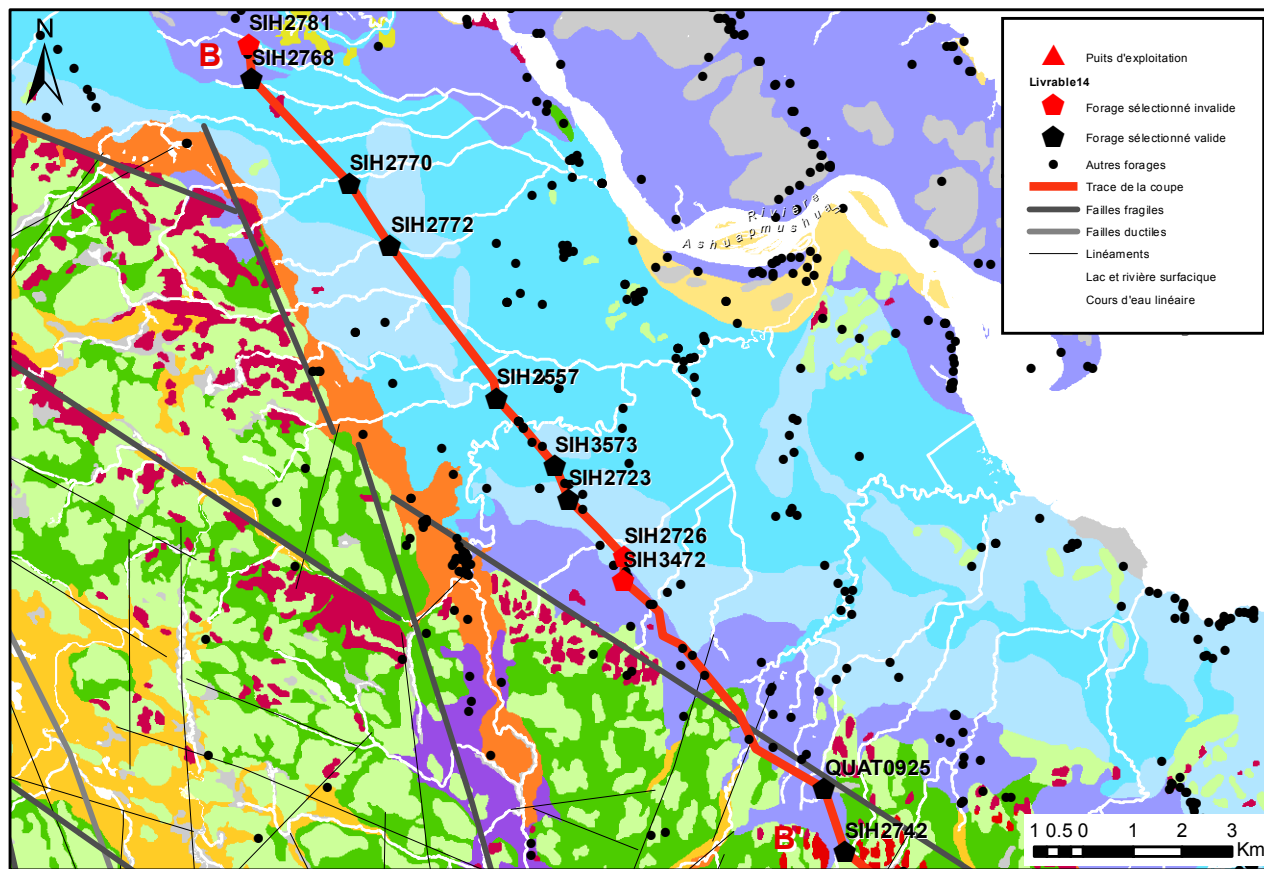 N
SIH2781
B
SIH2768
SIH2770
SIH2772
SIH2557
SIH3573
SIH2723
SIH2726
SIH3472
QUAT0925
B'
SIH2742
Rivière
Ashuapmushuan
Puits d'exploitation
Livrable14
Forage sélectionné invalide
Forage sélectionné valide
Autres forages
Trace de la coupe
Failles fragiles
Failles ductiles
Linéaments
Lac et rivière surfacique
Cours d'eau linéaire
1 0.5 0 1 2 3
Km